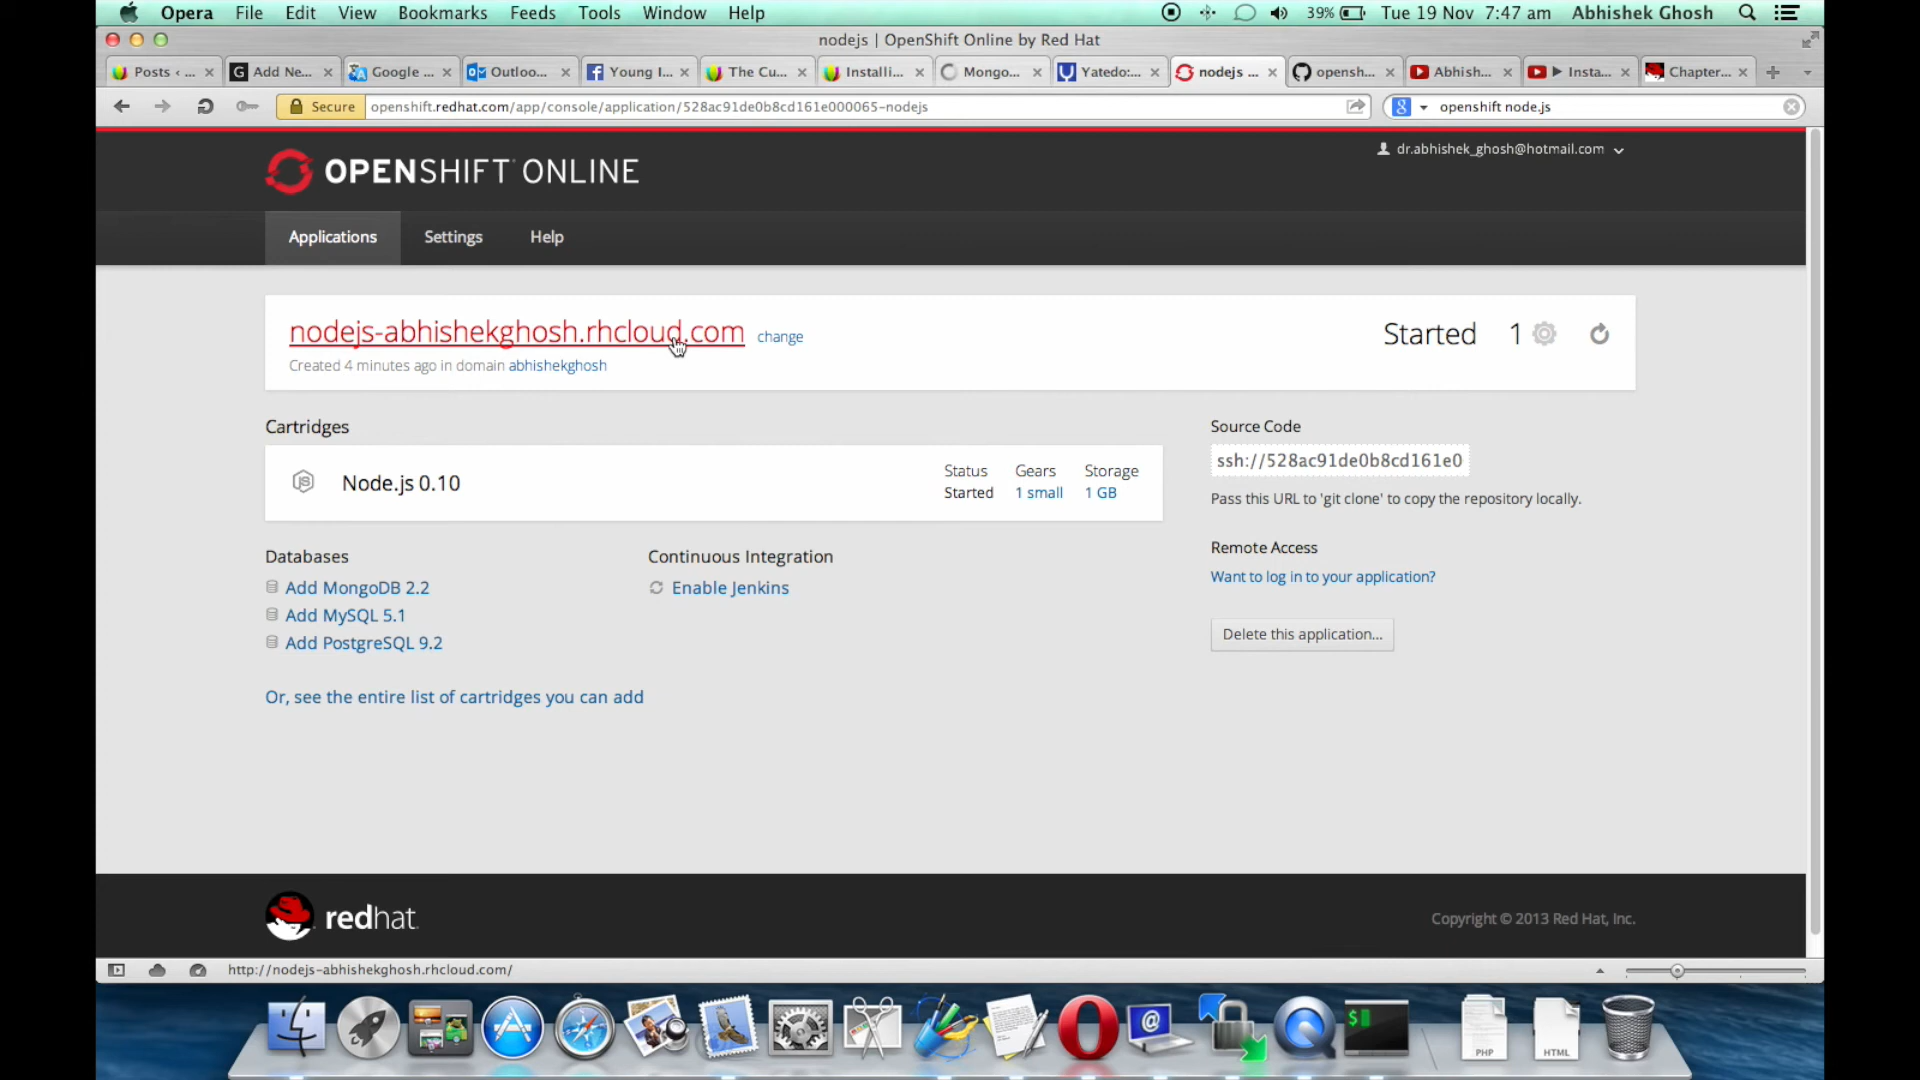 Opera File Edit View Bookmarks Feeds Tools Window Help 39% Tue 19 Nov 7:47 am Abhishek Ghosh
nodejs | OpenShift Online by Red Hat
Posts ‹ ... Add Ne... Google ... Outloo... Young I... The Cu... Installi... Mongo... Yatedo:... nodejs ... opensh... Abhish... ▶ Insta... Chapter...
Secure openshift.redhat.com/app/console/application/528ac91de0b8cd161e000065-nodejs openshift node.js
OPENSHIFT ONLINE
dr.abhishek_ghosh@hotmail.com
Applications Settings Help
nodejs-abhishekghosh.rhcloud.com change
Started 1
Created 4 minutes ago in domain abhishekghosh
Cartridges
Node.js 0.10
Status Gears Storage
Started 1 small 1 GB
Databases
Add MongoDB 2.2
Add MySQL 5.1
Add PostgreSQL 9.2
Continuous Integration
Enable Jenkins
Or, see the entire list of cartridges you can add
Source Code
ssh://528ac91de0b8cd161e0
Pass this URL to 'git clone' to copy the repository locally.
Remote Access
Want to log in to your application?
Delete this application...
redhat.
Copyright © 2013 Red Hat, Inc.
http://nodejs-abhishekghosh.rhcloud.com/
PHP HTML